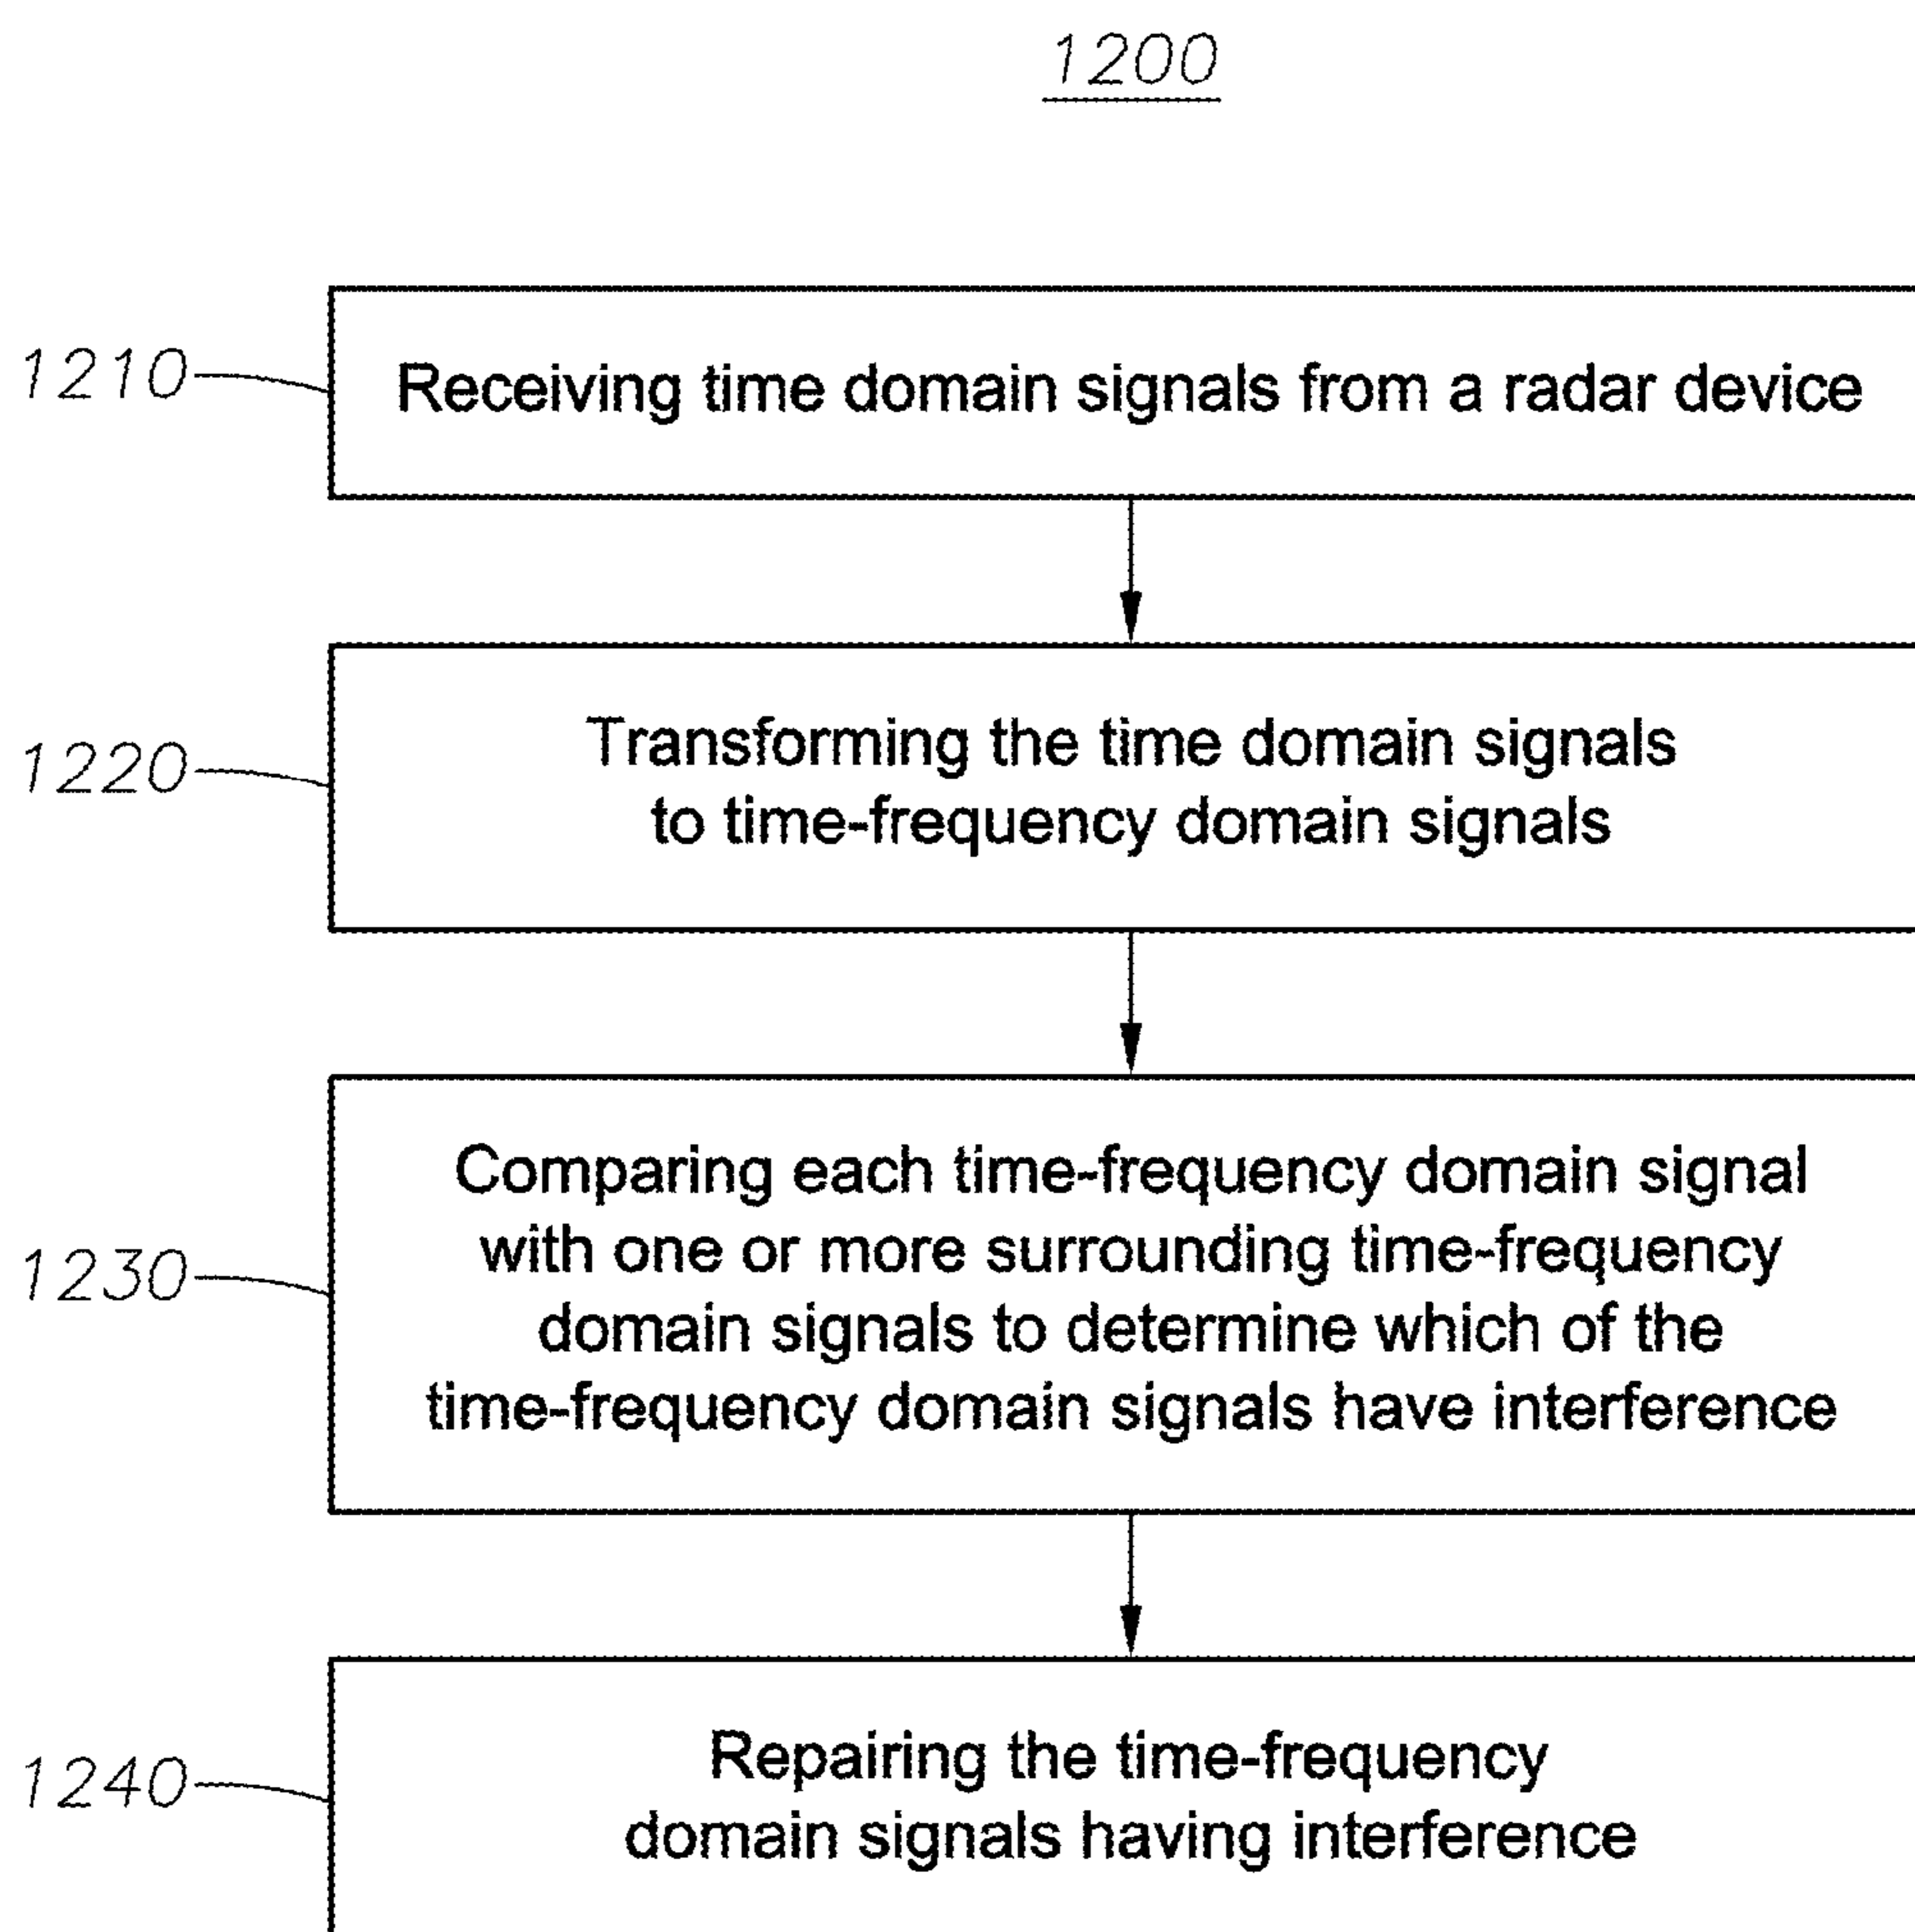 1200
1210
Receiving time domain signals from a radar device
1220
Transforming the time domain signals
to time-frequency domain signals
1230
Comparing each time-frequency domain signal
with one or more surrounding time-frequency
domain signals to determine which of the
time-frequency domain signals have interference
1240
Repairing the time-frequency
domain signals having interference